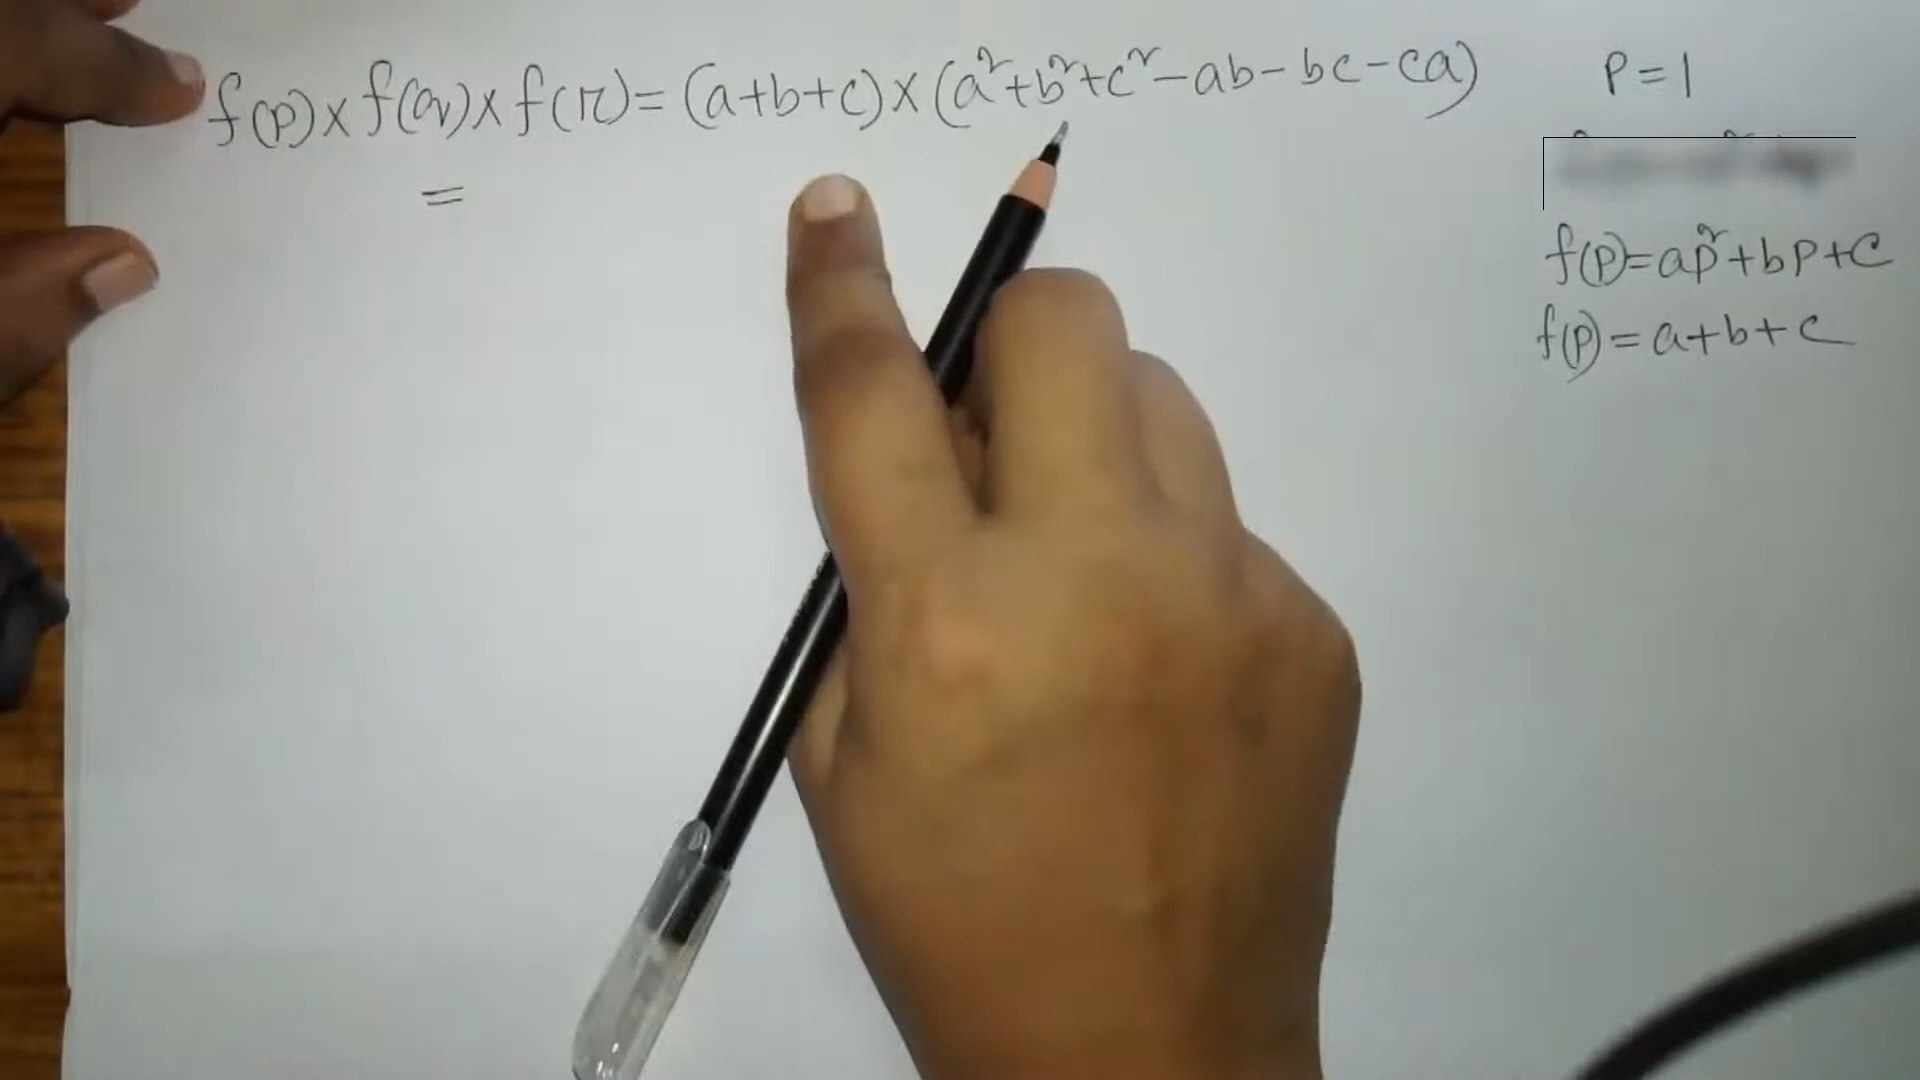 f(p)×f(q)×f(r)=(a+b+c)×(a²+b²+c²-ab-bc-ca)
=
P=1
f(p)=ap²+bp+c
f(p)=a+b+c